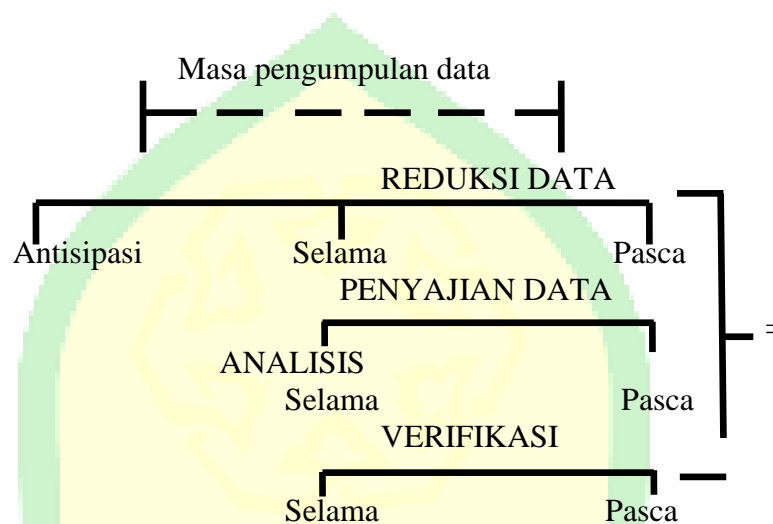 Masa pengumpulan data
REDUKSI DATA
Antisipasi Selama Pasca
PENYAJIAN DATA
=
ANALISIS
Selama Pasca
VERIFIKASI
Selama Pasca